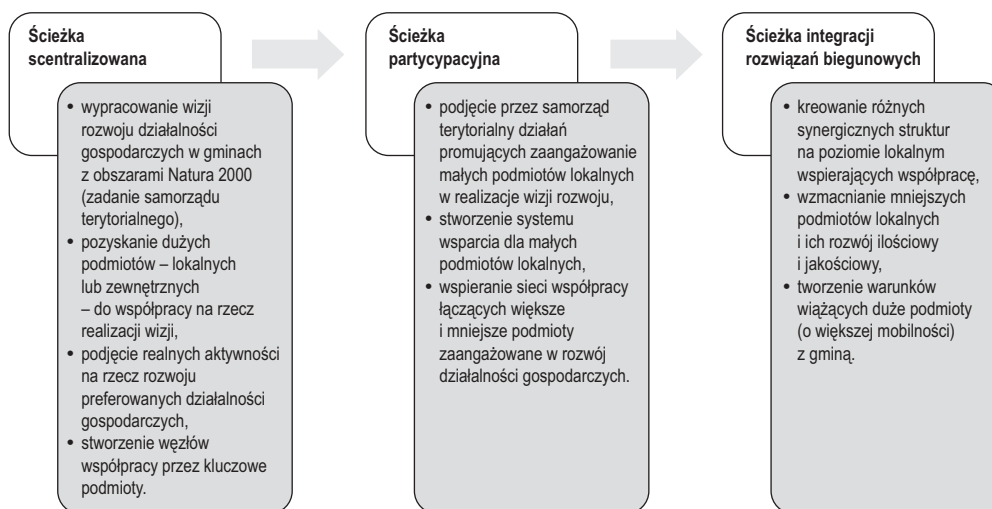 Ścieżka
scentralizowana
• wypracowanie wizji
rozwoju działalności
gospodarczych w gminach
z obszarami Natura 2000
(zadanie samorządu
terytorialnego),
• pozyskanie dużych
podmiotów – lokalnych
lub zewnętrznych
– do współpracy na rzecz
realizacji wizji,
• podjęcie realnych aktywności
na rzecz rozwoju
preferowanych działalności
gospodarczych,
• stworzenie węzłów
współpracy przez kluczowe
podmioty.
Ścieżka
partycypacyjna
• podjęcie przez samorząd
terytorialny działań
promujących zaangażowanie
małych podmiotów lokalnych
w realizacje wizji rozwoju,
• stworzenie systemu
wsparcia dla małych
podmiotów lokalnych,
• wspieranie sieci współpracy
łączących większe
i mniejsze podmioty
zaangażowane w rozwój
działalności gospodarczych.
Ścieżka integracji
rozwiązań biegunowych
• kreowanie różnych
synergicznych struktur
na poziomie lokalnym
wspierających współpracę,
• wzmacnianie mniejszych
podmiotów lokalnych
i ich rozwój ilościowy
i jakościowy,
• tworzenie warunków
wiążących duże podmioty
(o większej mobilności)
z gminą.